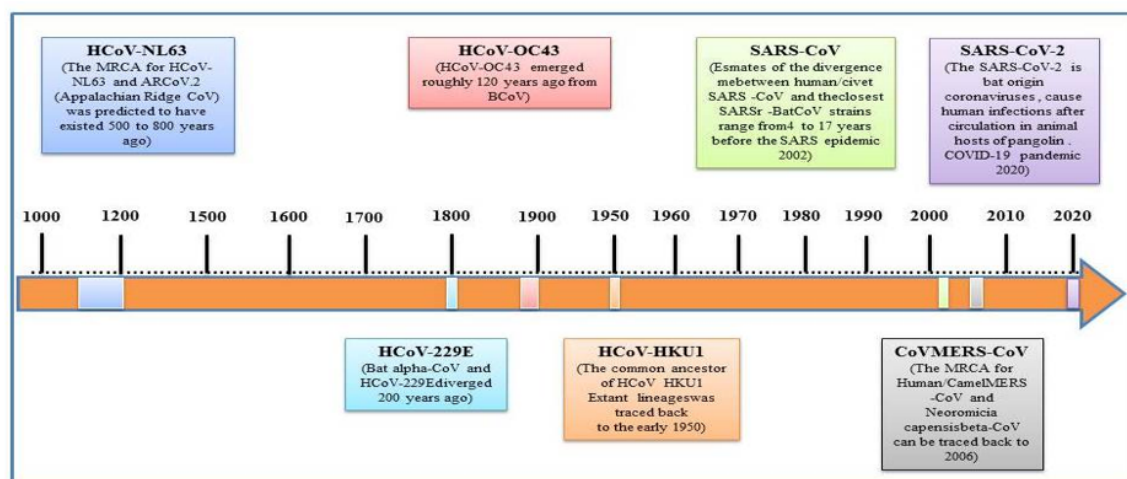 HCoV-NL63
(The MRCA for HCoV-
NL63 and ARCoV.2
(Appalachian Ridge CoV)
was predicted to have
existed 500 to 800 years
ago)
HCoV-OC43
(HCoV-OC43 emerged
roughly 120 years ago from
BCoV)
SARS-CoV
(Esmates of the divergence
mebetween human/civet
SARS -CoV and theclosest
SARSr -BatCoV strains
range from4 to 17 years
before the SARS epidemic
2002)
SARS-CoV-2
(The SARS-CoV-2 is
bat origin
coronaviruses , cause
human infections after
circulation in animal
hosts of pangolin .
COVID-19 pandemic
2020)
1000 1200 1500 1600 1700 1800 1900 1950 1960 1970 1980 1990 2000 2010 2020
HCoV-229E
(Bat alpha-CoV and
HCoV-229Ediverged
200 years ago)
HCoV-HKU1
(The common ancestor
of HCoV HKU1
Extant lineageswas
traced back
to the early 1950)
CoVMERS-CoV
(The MRCA for
Human/CamelMERS
-CoV and
Neoromicia
capensisbeta-CoV
can be traced back to
2006)